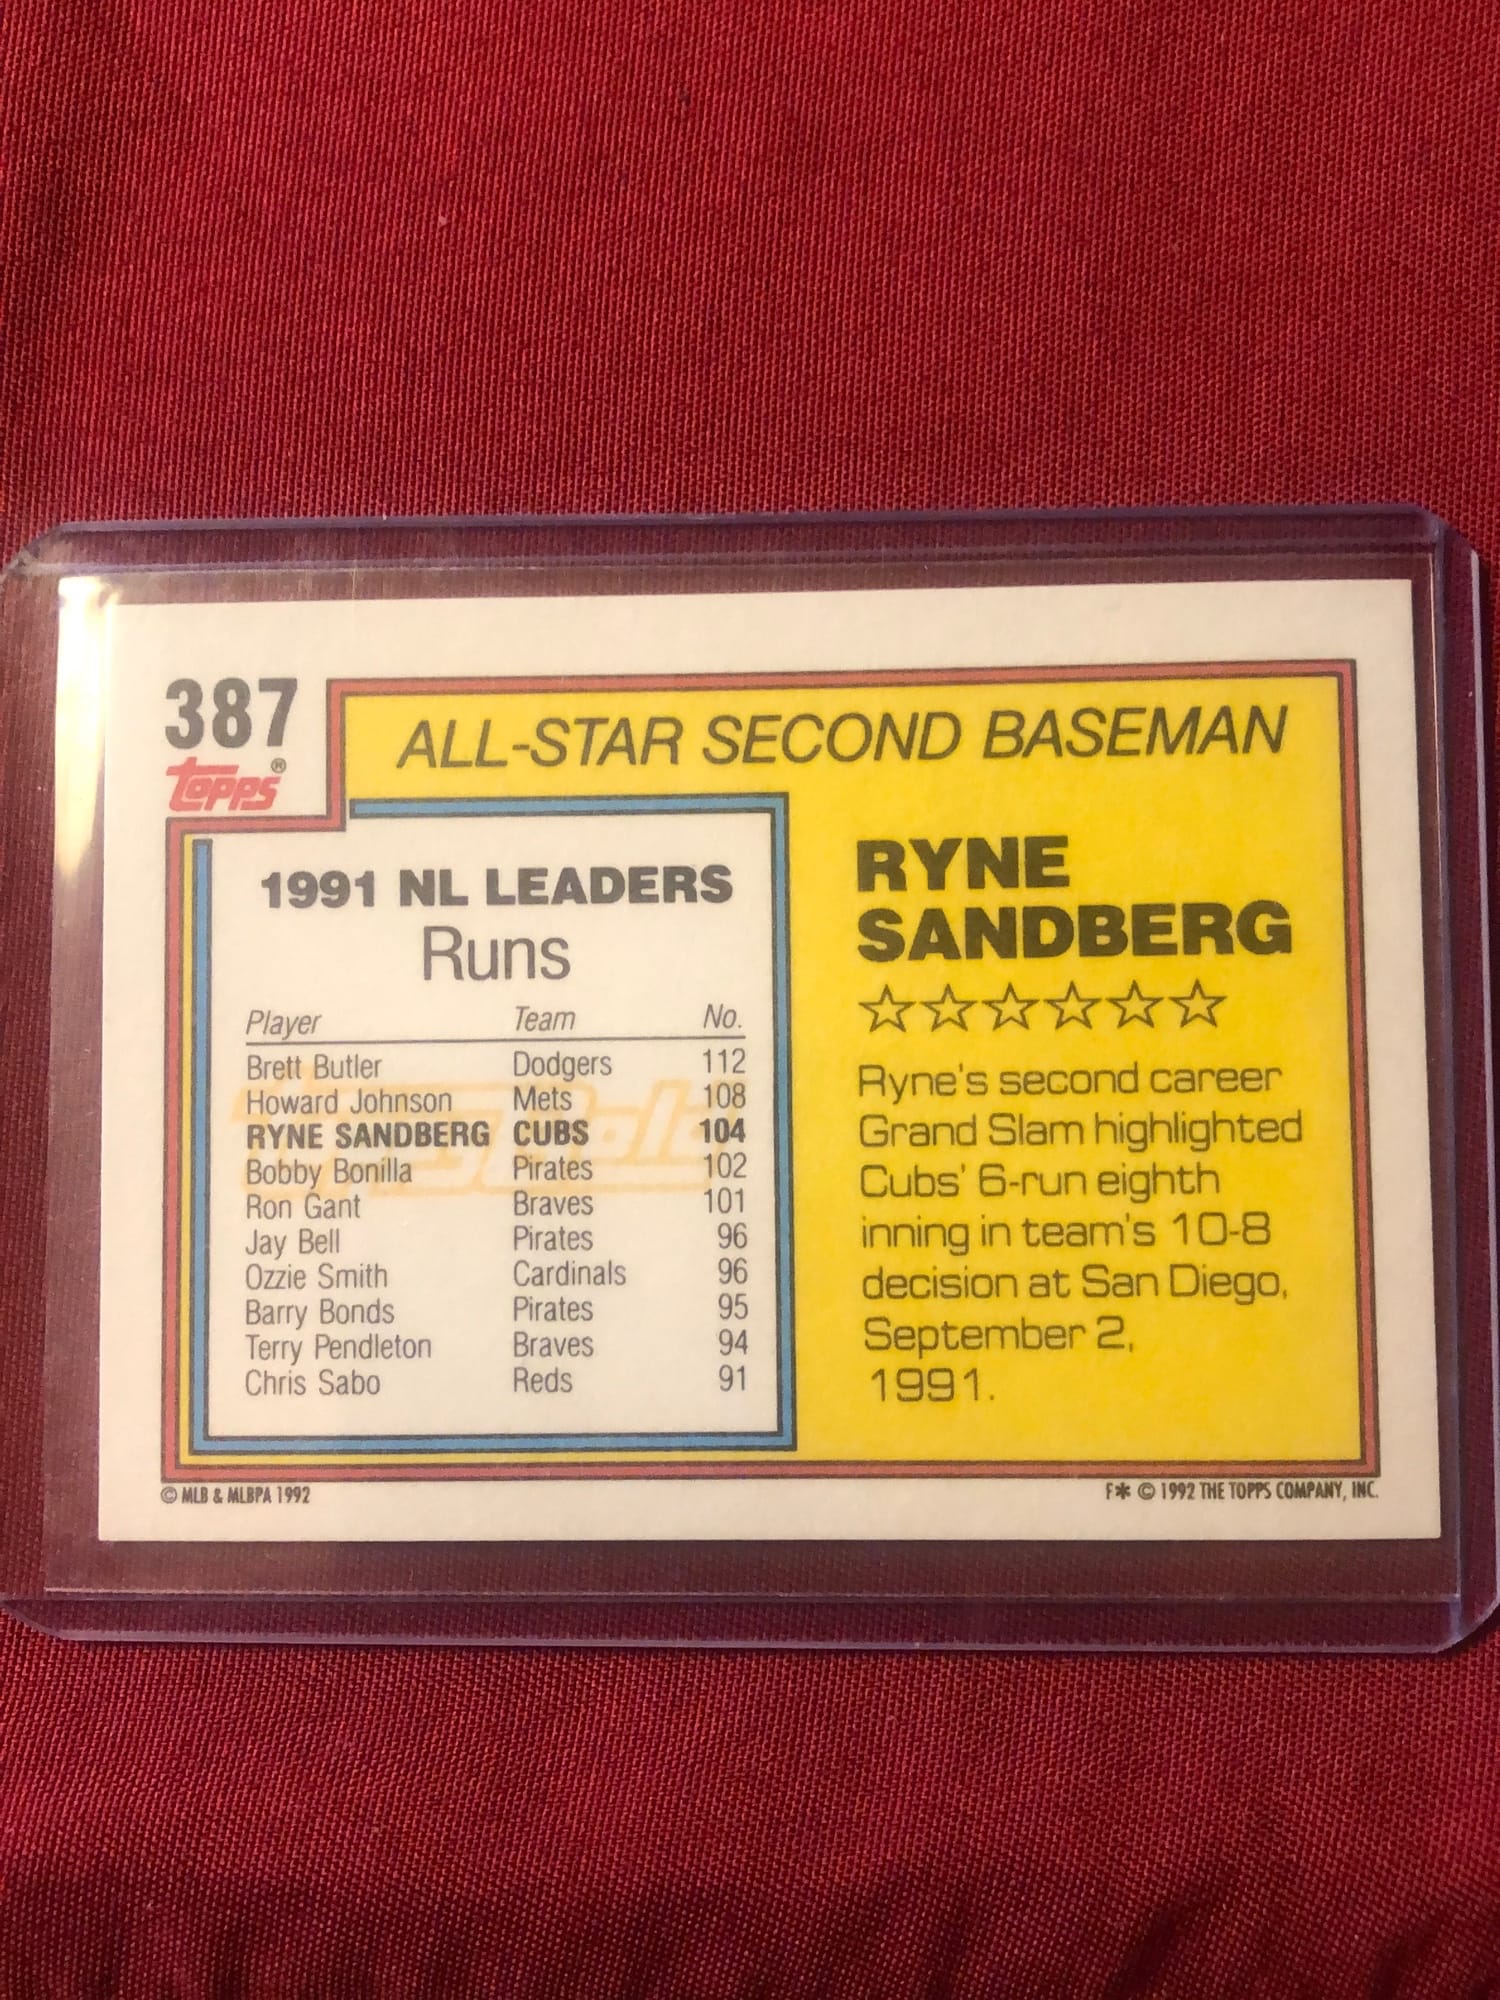 387
Topps®
ALL-STAR SECOND BASEMAN
1991 NL LEADERS
Runs
Player Team No.
Brett Butler Dodgers 112
Howard Johnson Mets 108
RYNE SANDBERG CUBS 104
Bobby Bonilla Pirates 102
Ron Gant Braves 101
Jay Bell Pirates 96
Ozzie Smith Cardinals 96
Barry Bonds Pirates 95
Terry Pendleton Braves 94
Chris Sabo Reds 91
RYNE
SANDBERG
☆☆☆☆☆☆
Ryne's second career
Grand Slam highlighted
Cubs' 6-run eighth
inning in team's 10-8
decision at San Diego,
September 2,
1991.
© MLB & MLBPA 1992
F* © 1992 THE TOPPS COMPANY, INC.